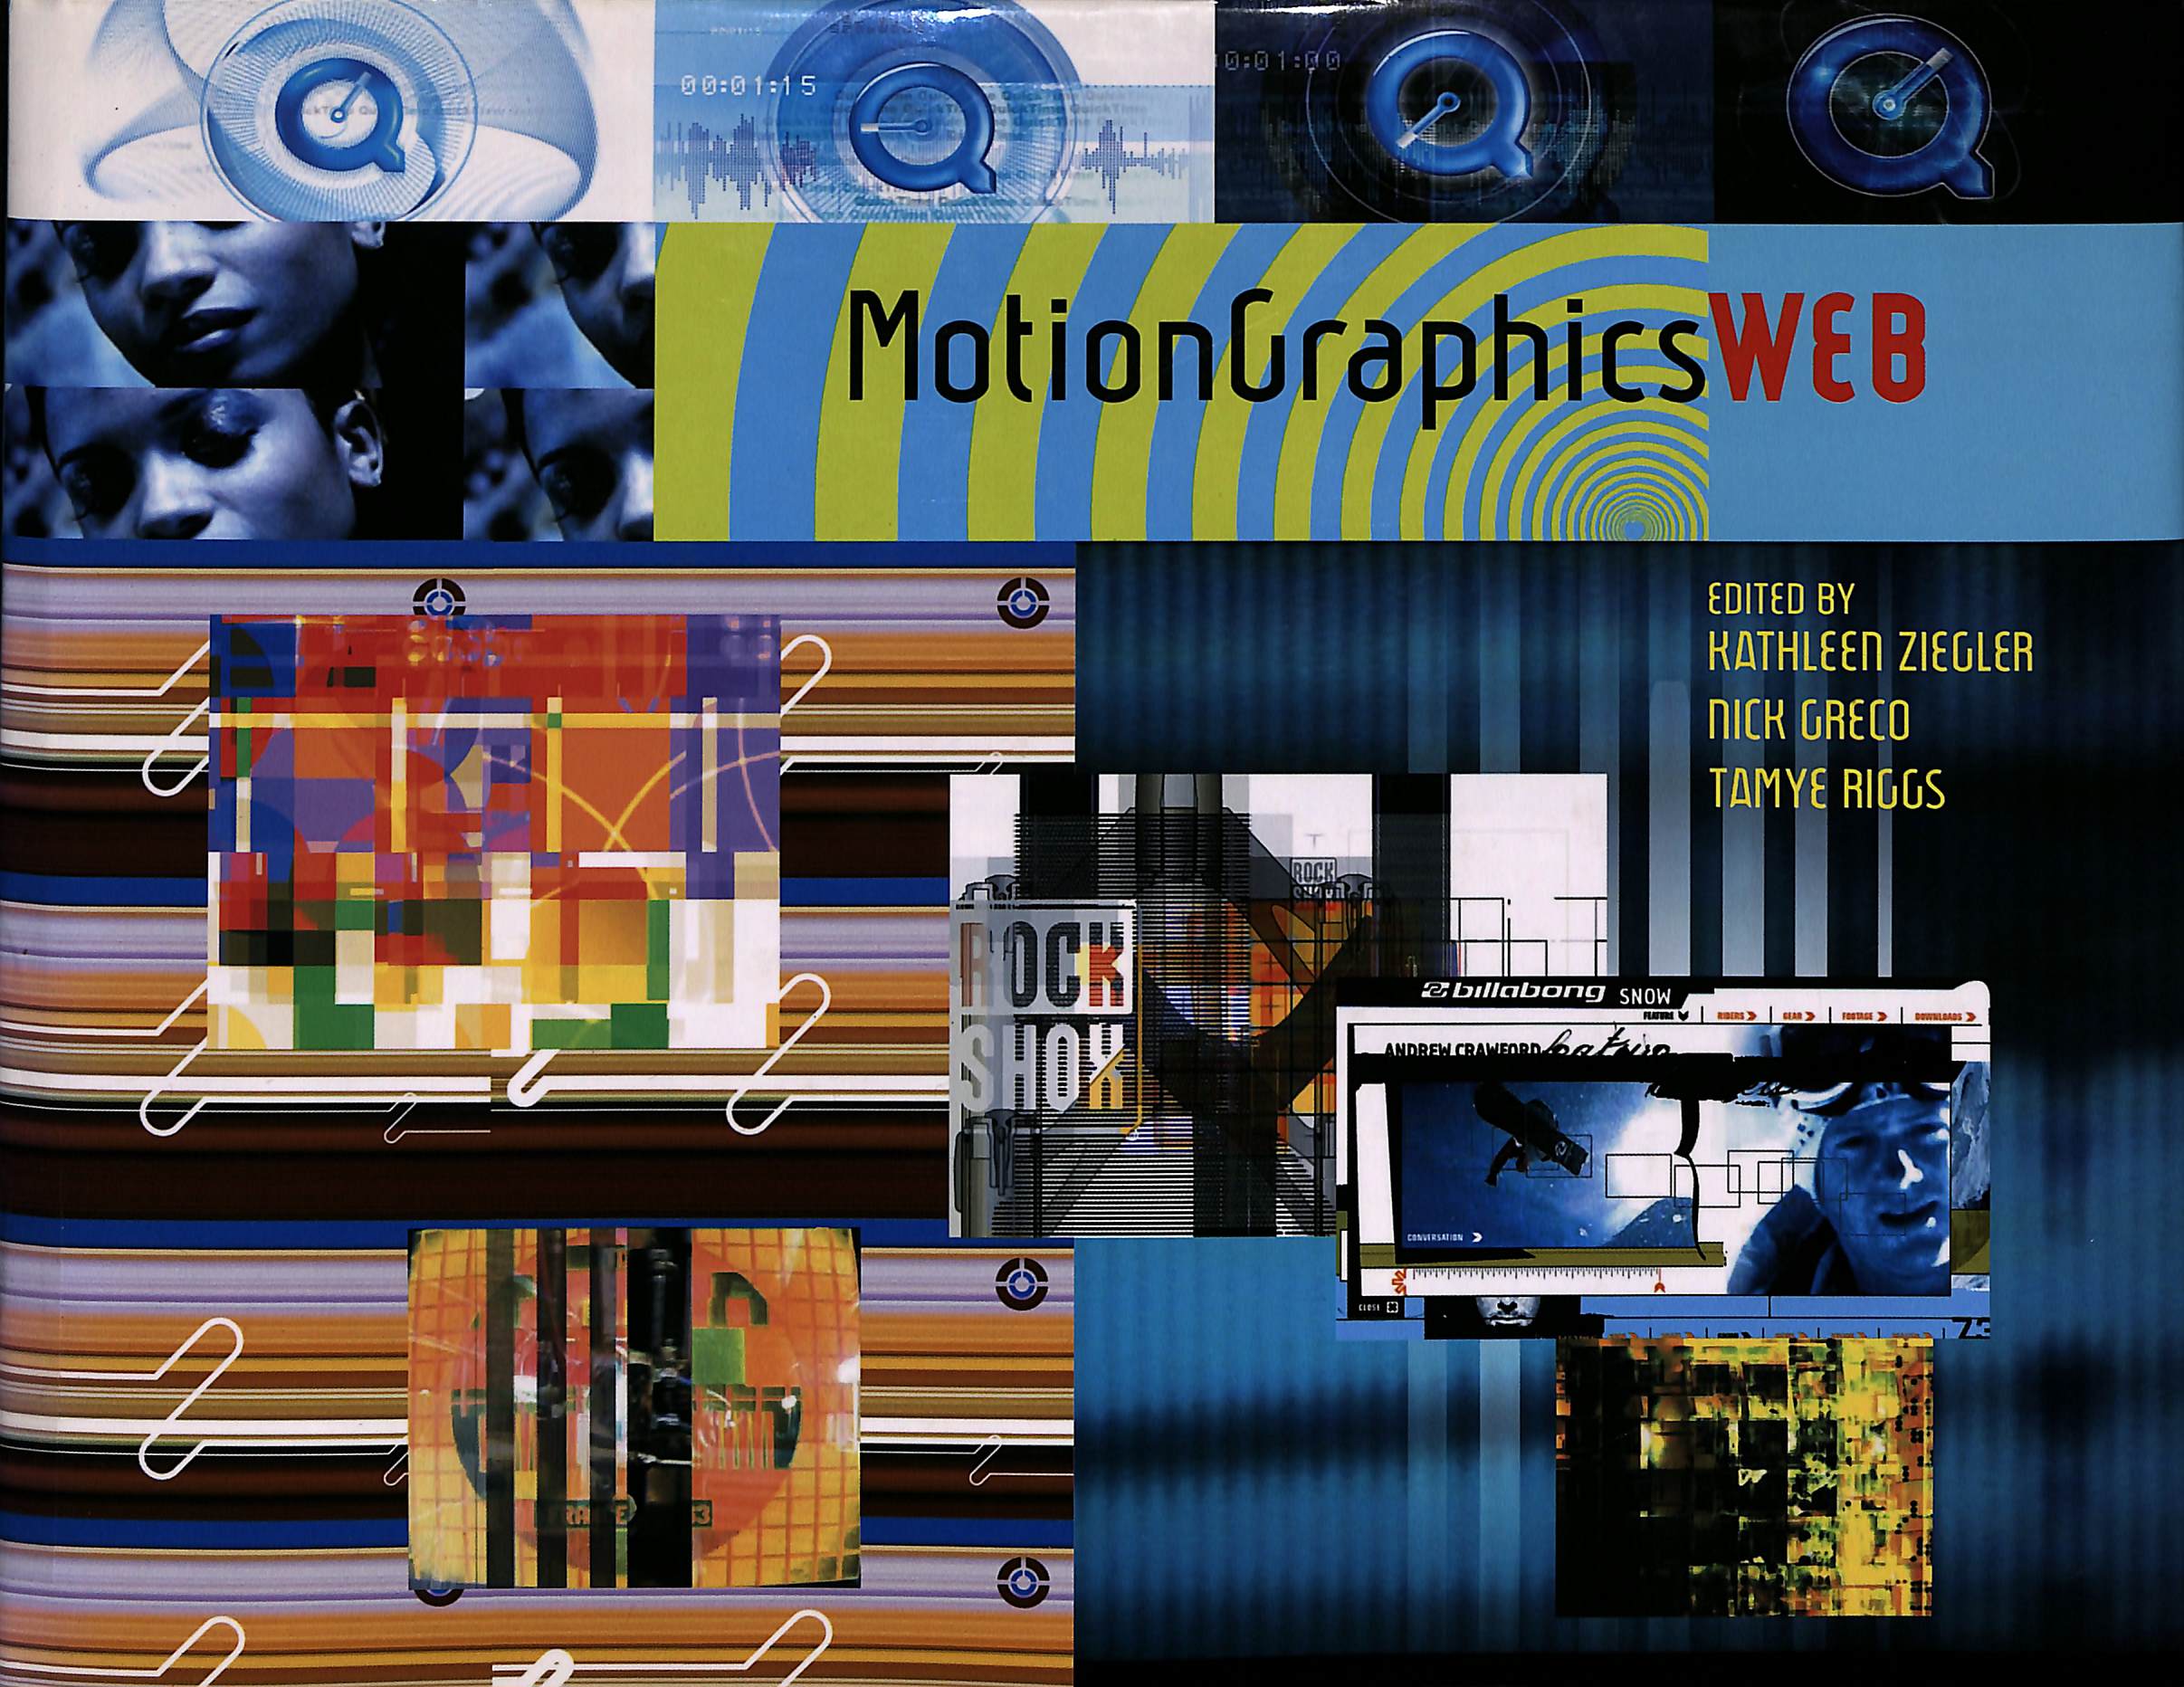 00:01:15
0:01:00
MotionGraphicsWEB
EDITED BY
KATHLEEN ZIEGLER
NICK GRECO
TAMYE RIGGS
ROCK
ROCK
SHOX
billabong SNOW
FEATURE
RIDERS
GEAR
FOOTAGE
DOWNLOADS
ANDREW CRAWFORD
CONVERSATION
CLOSE